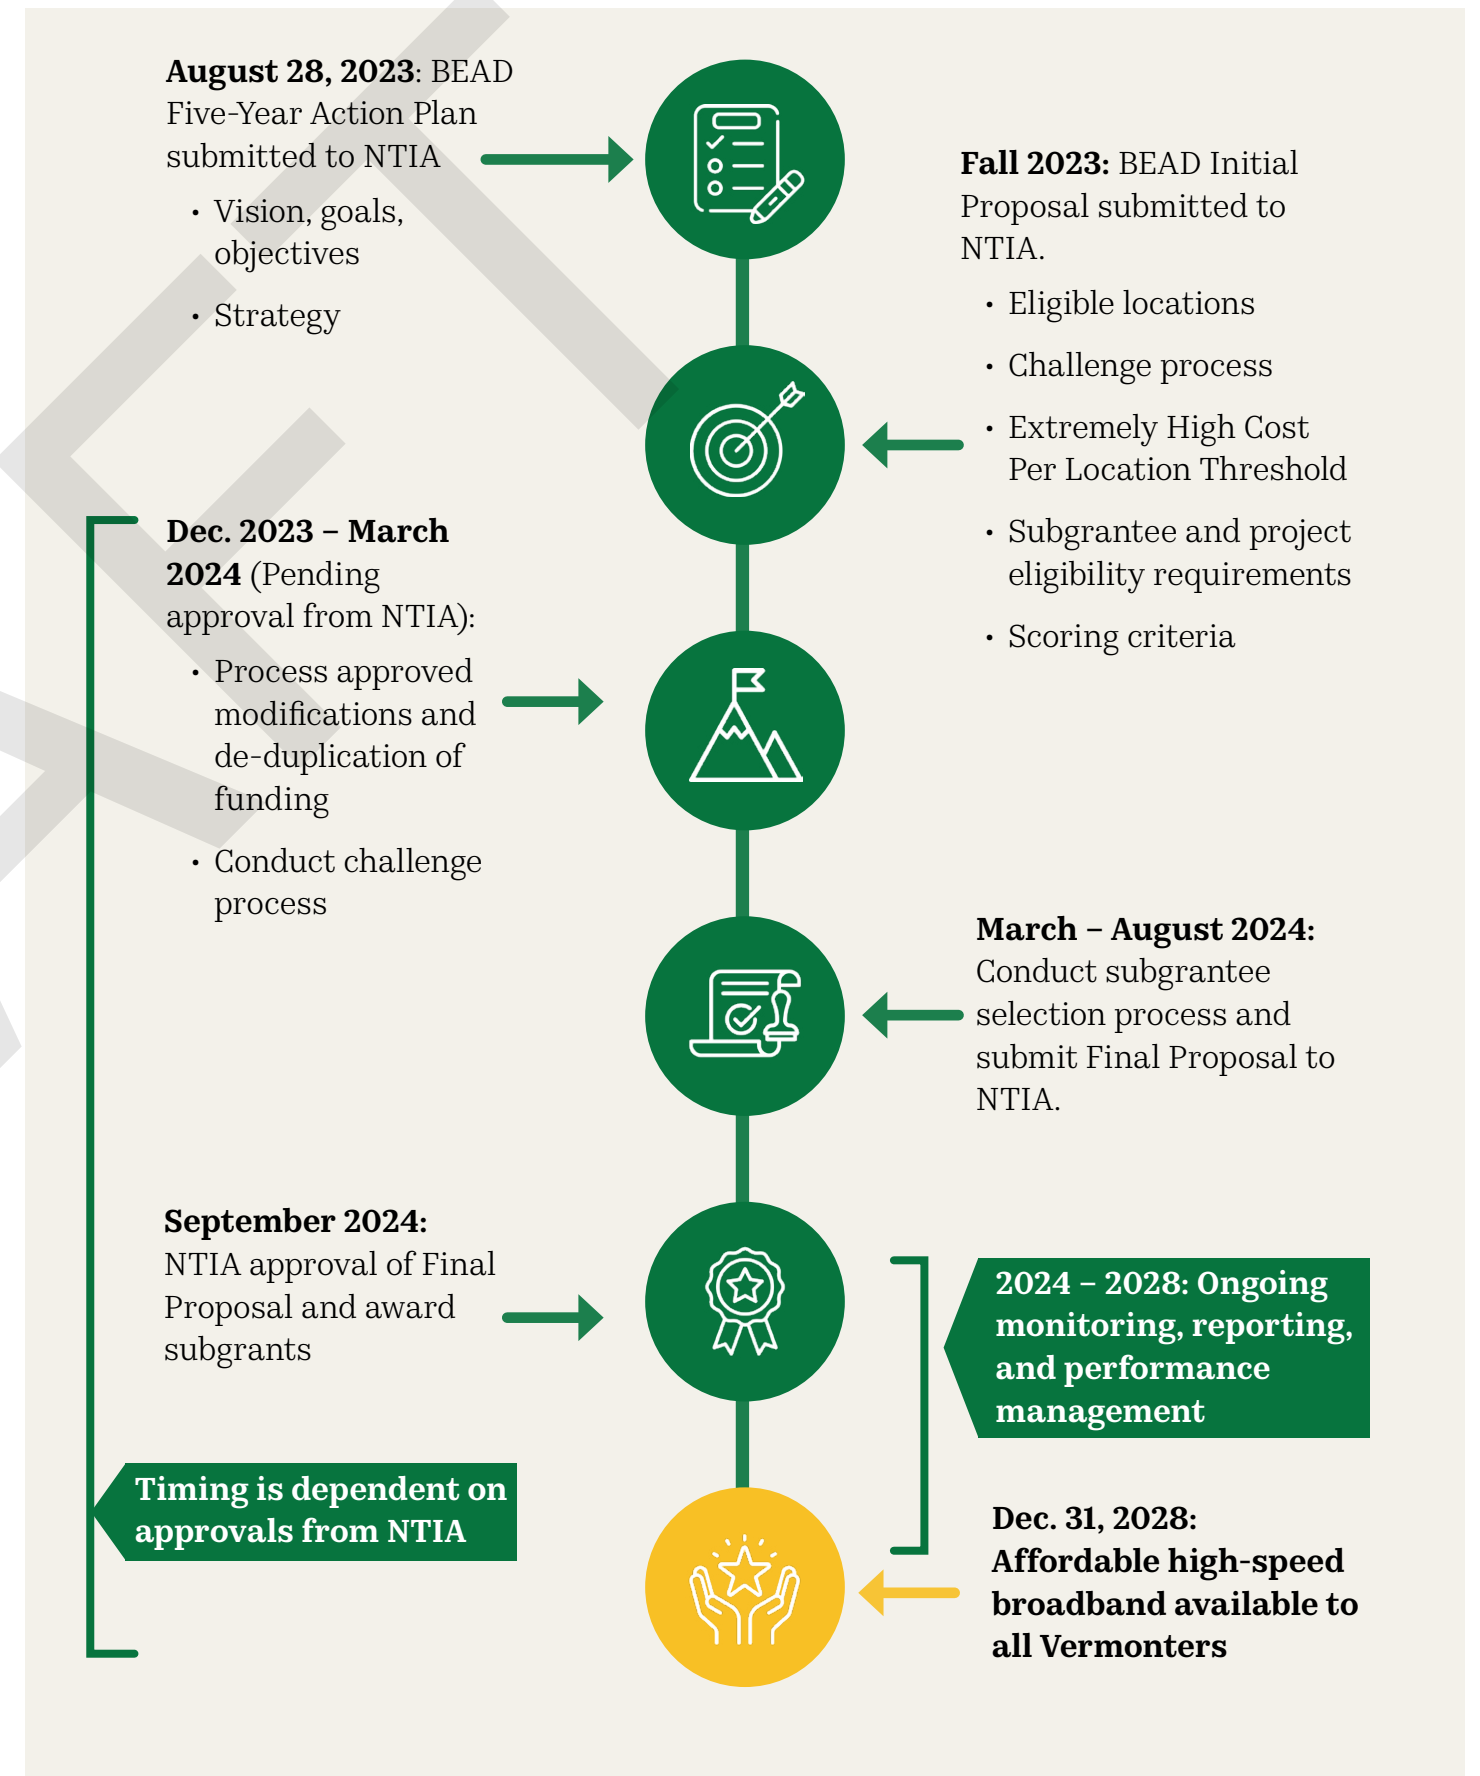 August 28, 2023: BEAD
Five-Year Action Plan
submitted to NTIA
• Vision, goals,
objectives
• Strategy
Fall 2023: BEAD Initial
Proposal submitted to
NTIA.
• Eligible locations
• Challenge process
• Extremely High Cost
Per Location Threshold
• Subgrantee and project
eligibility requirements
• Scoring criteria
Dec. 2023 – March
2024 (Pending
approval from NTIA):
• Process approved
modifications and
de-duplication of
funding
• Conduct challenge
process
March – August 2024:
Conduct subgrantee
selection process and
submit Final Proposal to
NTIA.
September 2024:
NTIA approval of Final
Proposal and award
subgrants
2024 – 2028: Ongoing
monitoring, reporting,
and performance
management
Timing is dependent on
approvals from NTIA
Dec. 31, 2028:
Affordable high-speed
broadband available to
all Vermonters